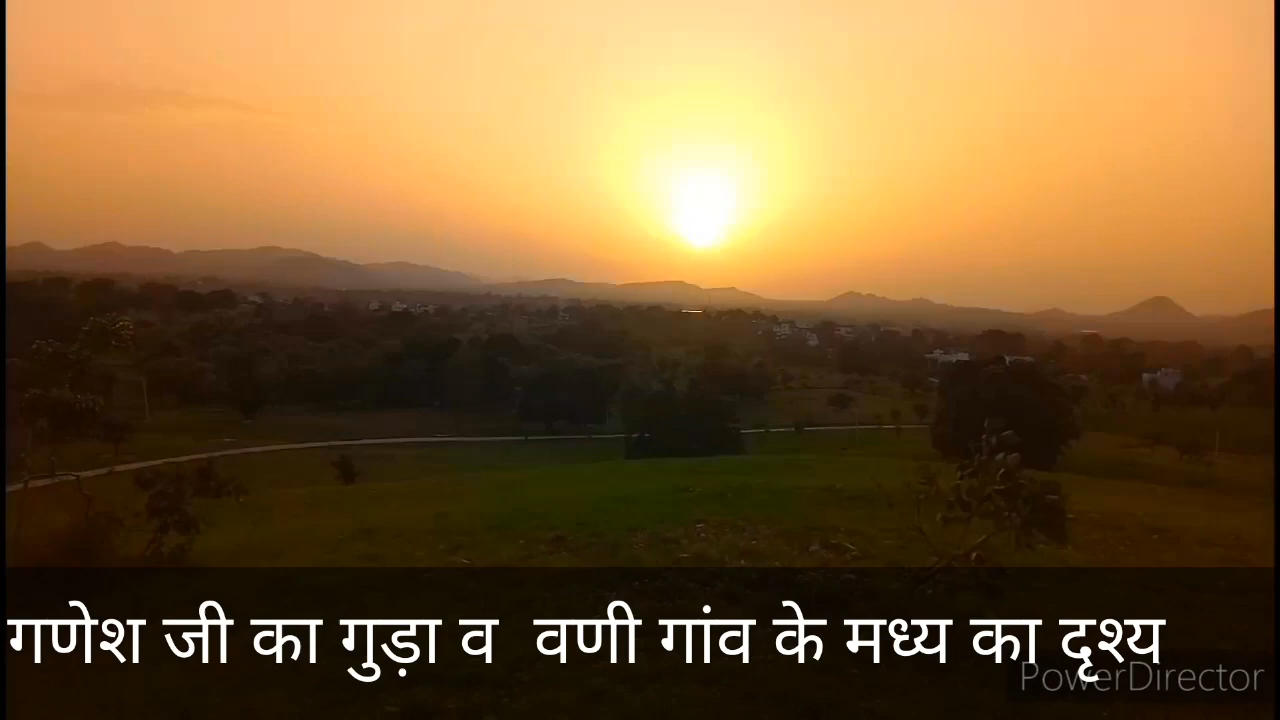 गणेश जी का गुड़ा व वणी गांव के मध्य का दृश्य
PowerDirector